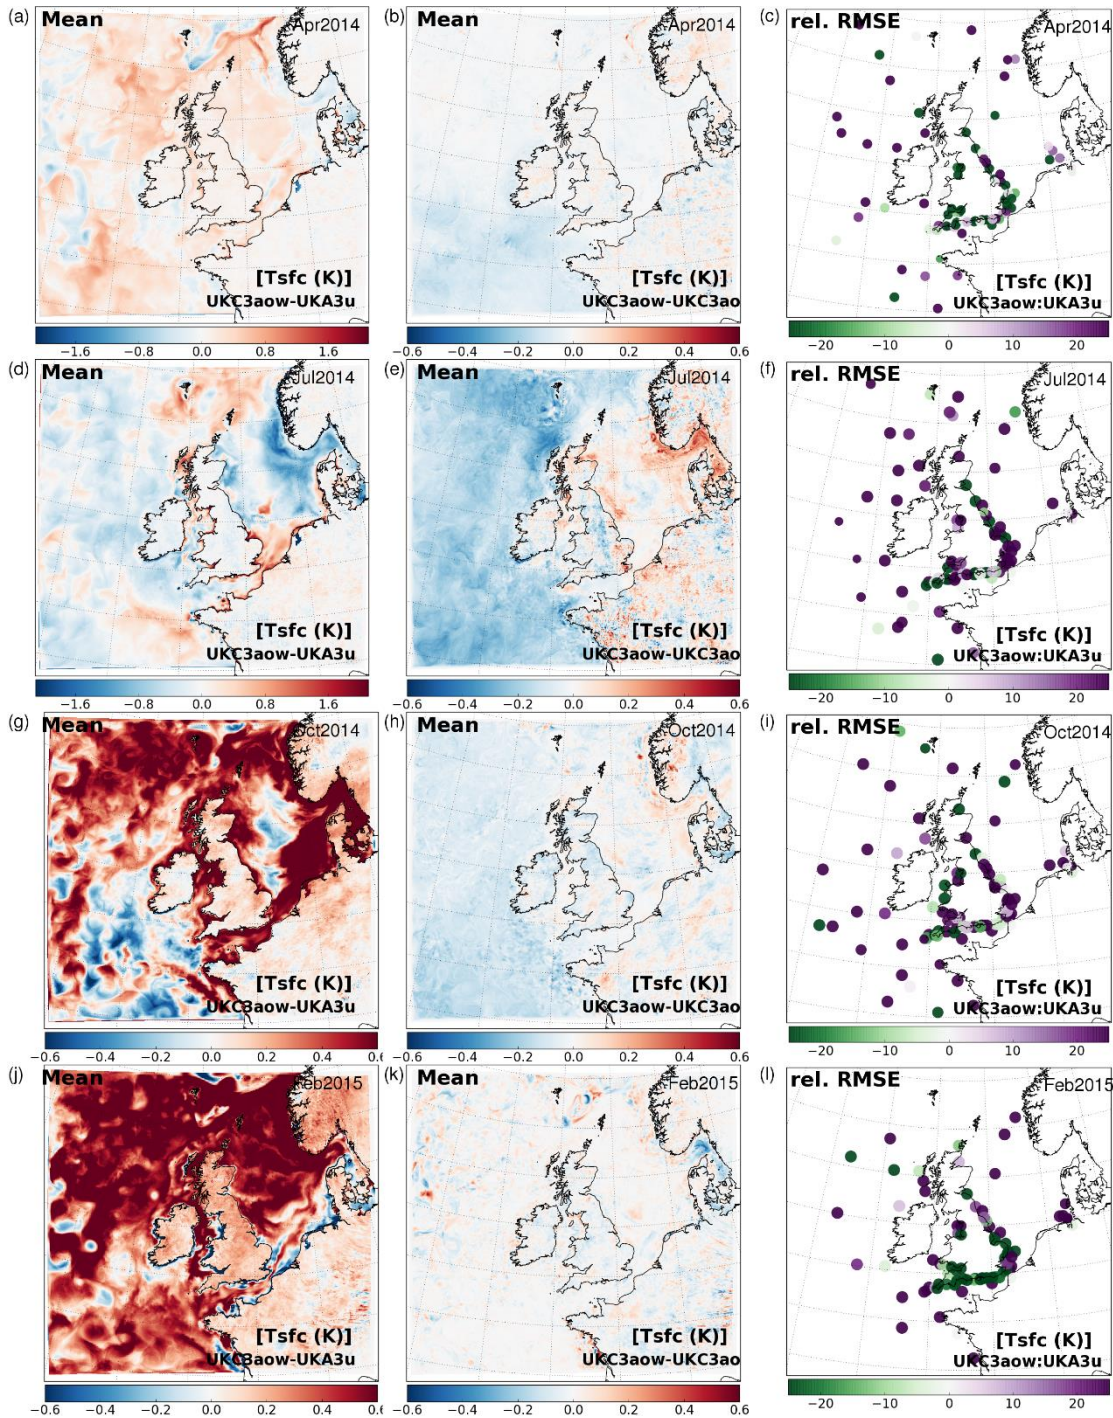 (a) Mean Apr2014
[Tsfc (K)]
UKC3aow-UKA3u
−1.6 −0.8 0.0 0.8 1.6
(b) Mean Apr2014
[Tsfc (K)]
UKC3aow-UKC3ao
−0.6 −0.4 −0.2 0.0 0.2 0.4 0.6
(c) rel. RMSE Apr2014
[Tsfc (K)]
UKC3aow:UKA3u
−20 −10 0 10 20
(d) Mean Jul2014
[Tsfc (K)]
UKC3aow-UKA3u
−1.6 −0.8 0.0 0.8 1.6
(e) Mean Jul2014
[Tsfc (K)]
UKC3aow-UKC3ao
−0.6 −0.4 −0.2 0.0 0.2 0.4 0.6
(f) rel. RMSE Jul2014
[Tsfc (K)]
UKC3aow:UKA3u
−20 −10 0 10 20
(g) Mean Oct2014
[Tsfc (K)]
UKC3aow-UKA3u
−0.6 −0.4 −0.2 0.0 0.2 0.4 0.6
(h) Mean Oct2014
[Tsfc (K)]
UKC3aow-UKC3ao
−0.6 −0.4 −0.2 0.0 0.2 0.4 0.6
(i) rel. RMSE Oct2014
[Tsfc (K)]
UKC3aow:UKA3u
−20 −10 0 10 20
(j) Mean Feb2015
[Tsfc (K)]
UKC3aow-UKA3u
−0.6 −0.4 −0.2 0.0 0.2 0.4 0.6
(k) Mean Feb2015
[Tsfc (K)]
UKC3aow-UKC3ao
−0.6 −0.4 −0.2 0.0 0.2 0.4 0.6
(l) rel. RMSE Feb2015
[Tsfc (K)]
UKC3aow:UKA3u
−20 −10 0 10 20